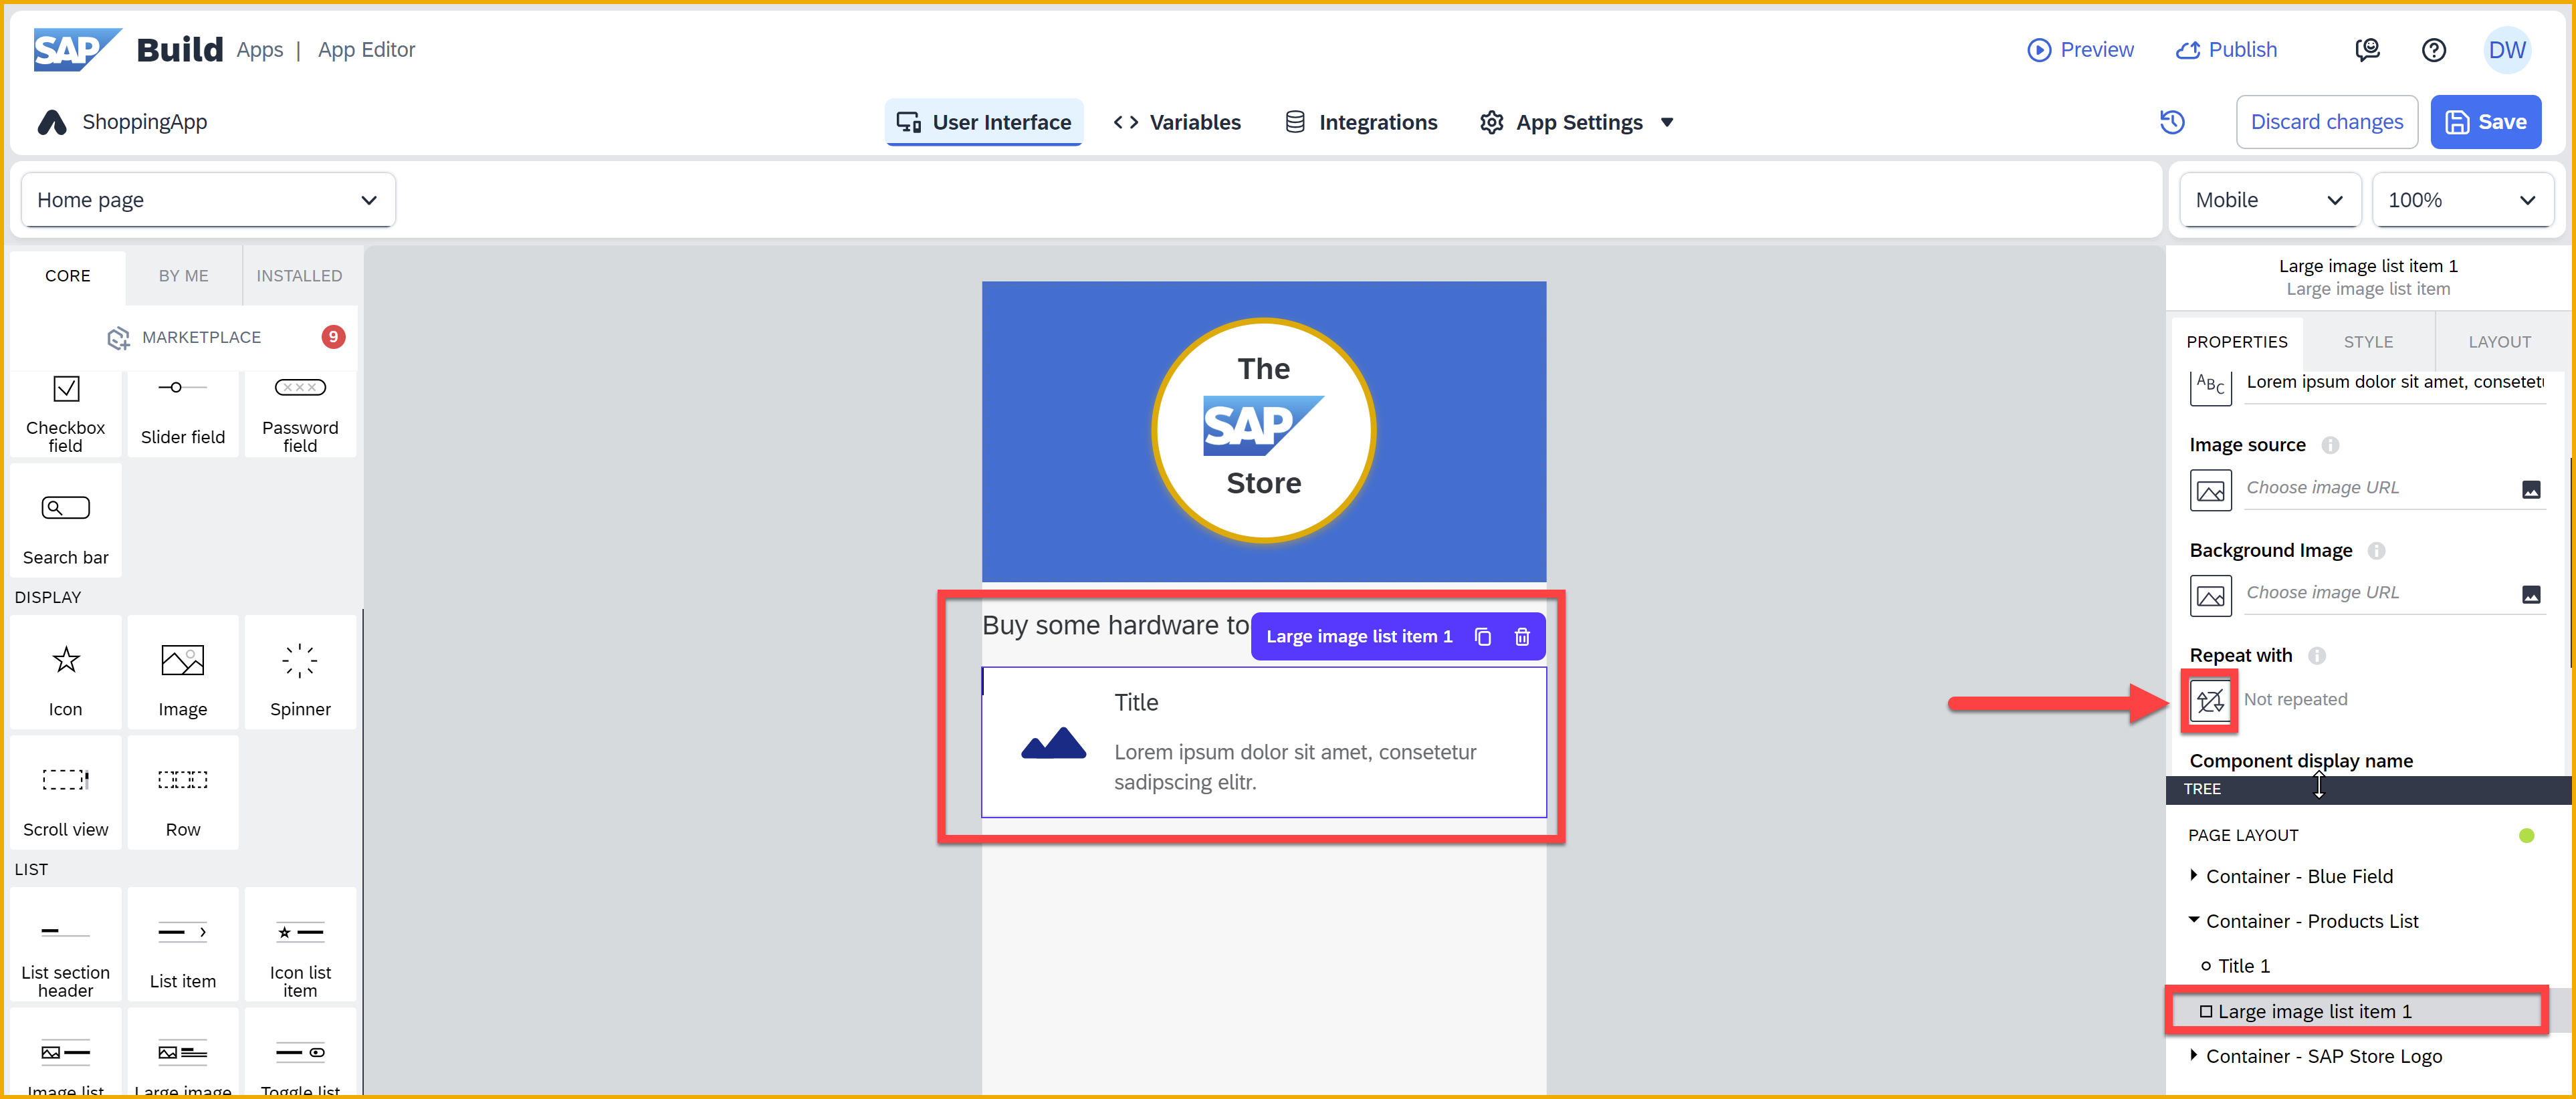 SAP Build Apps | App Editor
Preview
Publish
DW
ShoppingApp
User Interface
Variables
Integrations
App Settings
Discard changes
Save
Home page
Mobile
100%
CORE
BY ME
INSTALLED
MARKETPLACE
9
Checkbox
field
Slider field
Password
field
Search bar
DISPLAY
Icon
Image
Spinner
Scroll view
Row
LIST
List section
header
List item
Icon list
item
Image list
Large image
Toggle list
The
SAP
Store
Buy some hardware to
Large image list item 1
Title
Lorem ipsum dolor sit amet, consetetur
sadipscing elitr.
Large image list item 1
Large image list item
PROPERTIES
STYLE
LAYOUT
ABC
Lorem ipsum dolor sit amet, consetetu
Image source
Choose image URL
Background Image
Choose image URL
Repeat with
Not repeated
Component display name
TREE
PAGE LAYOUT
Container - Blue Field
Container - Products List
Title 1
Large image list item 1
Container - SAP Store Logo